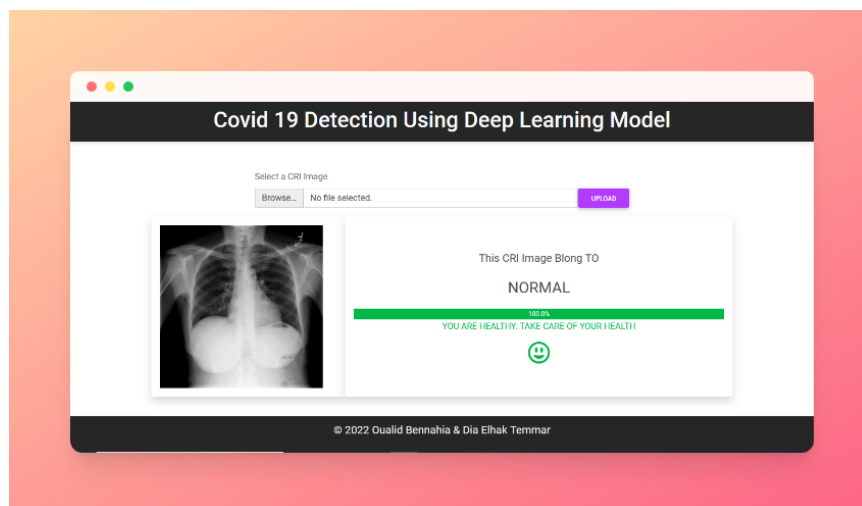 Covid 19 Detection Using Deep Learning Model
Select a CRI Image
Browse... No file selected. UPLOAD
This CRI Image Blong TO
NORMAL
100.0%
YOU ARE HEALTHY. TAKE CARE OF YOUR HEALTH
© 2022 Oualid Bennahia & Dia Elhak Temmar